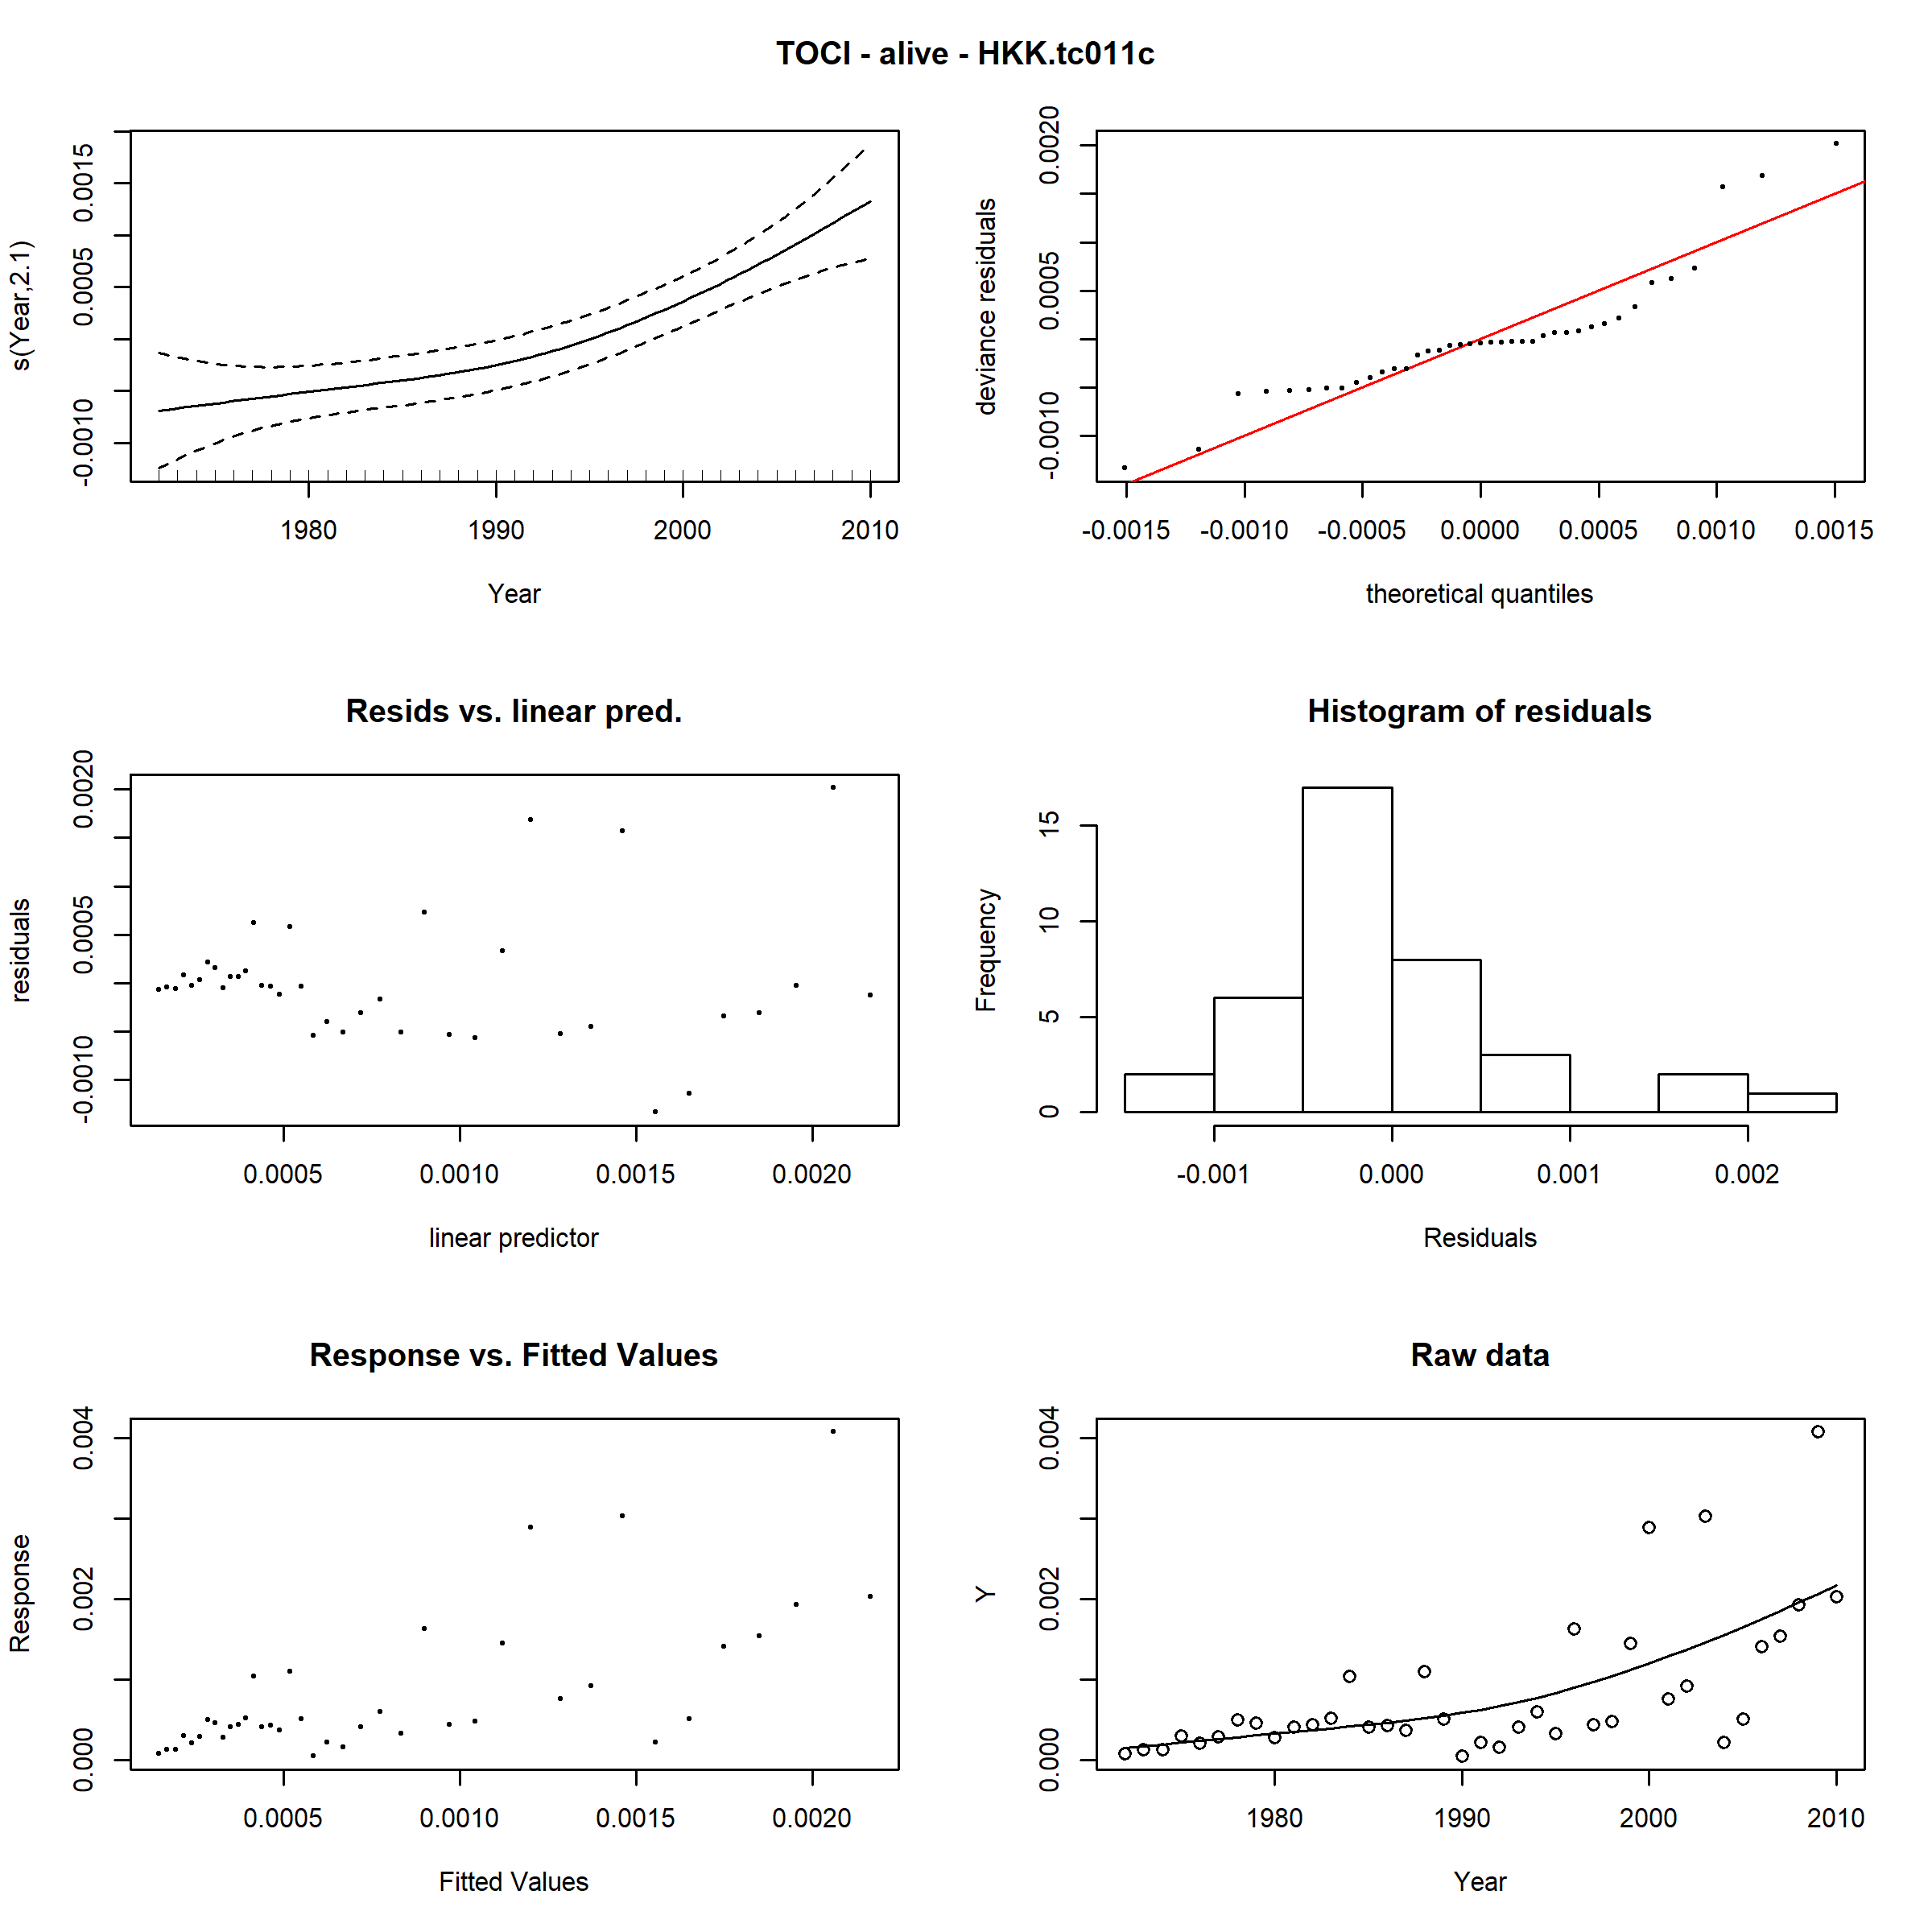 TOCI - alive - HKK.tc011c
s(Year,2.1)
-0.0010 0.0005 0.0015
1980 1990 2000 2010
Year
deviance residuals
-0.0010 0.0005 0.0020
-0.0015 -0.0010 -0.0005 0.0000 0.0005 0.0010 0.0015
theoretical quantiles
Resids vs. linear pred.
residuals
-0.0010 0.0005 0.0020
0.0005 0.0010 0.0015 0.0020
linear predictor
Histogram of residuals
Frequency
0 5 10 15
-0.001 0.000 0.001 0.002
Residuals
Response vs. Fitted Values
Response
0.000 0.002 0.004
0.0005 0.0010 0.0015 0.0020
Fitted Values
Raw data
Y
0.000 0.002 0.004
1980 1990 2000 2010
Year